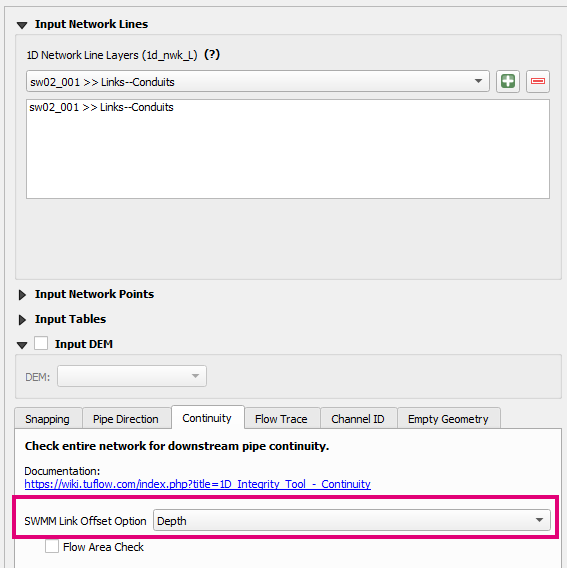 Input Network Lines
1D Network Line Layers (1d_nwk_L) (?)
sw02_001 >> Links--Conduits
sw02_001 >> Links--Conduits
Input Network Points
Input Tables
Input DEM
DEM:
Snapping Pipe Direction Continuity Flow Trace Channel ID Empty Geometry
Check entire network for downstream pipe continuity.
Documentation:
https://wiki.tuflow.com/index.php?title=1D_Integrity_Tool_-_Continuity
SWMM Link Offset Option Depth
Flow Area Check